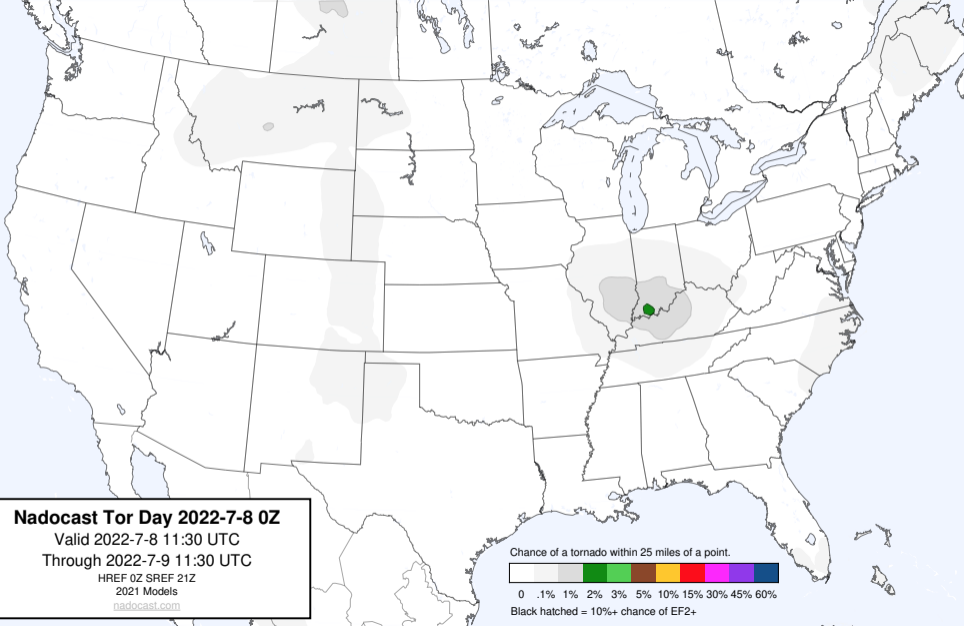 Nadocast Tor Day 2022-7-8 0Z
Valid 2022-7-8 11:30 UTC
Through 2022-7-9 11:30 UTC
HREF 0Z SREF 21Z
2021 Models
nadocast.com
Chance of a tornado within 25 miles of a point.
0 .1% 1% 2% 3% 5% 10% 15% 30% 45% 60%
Black hatched = 10%+ chance of EF2+